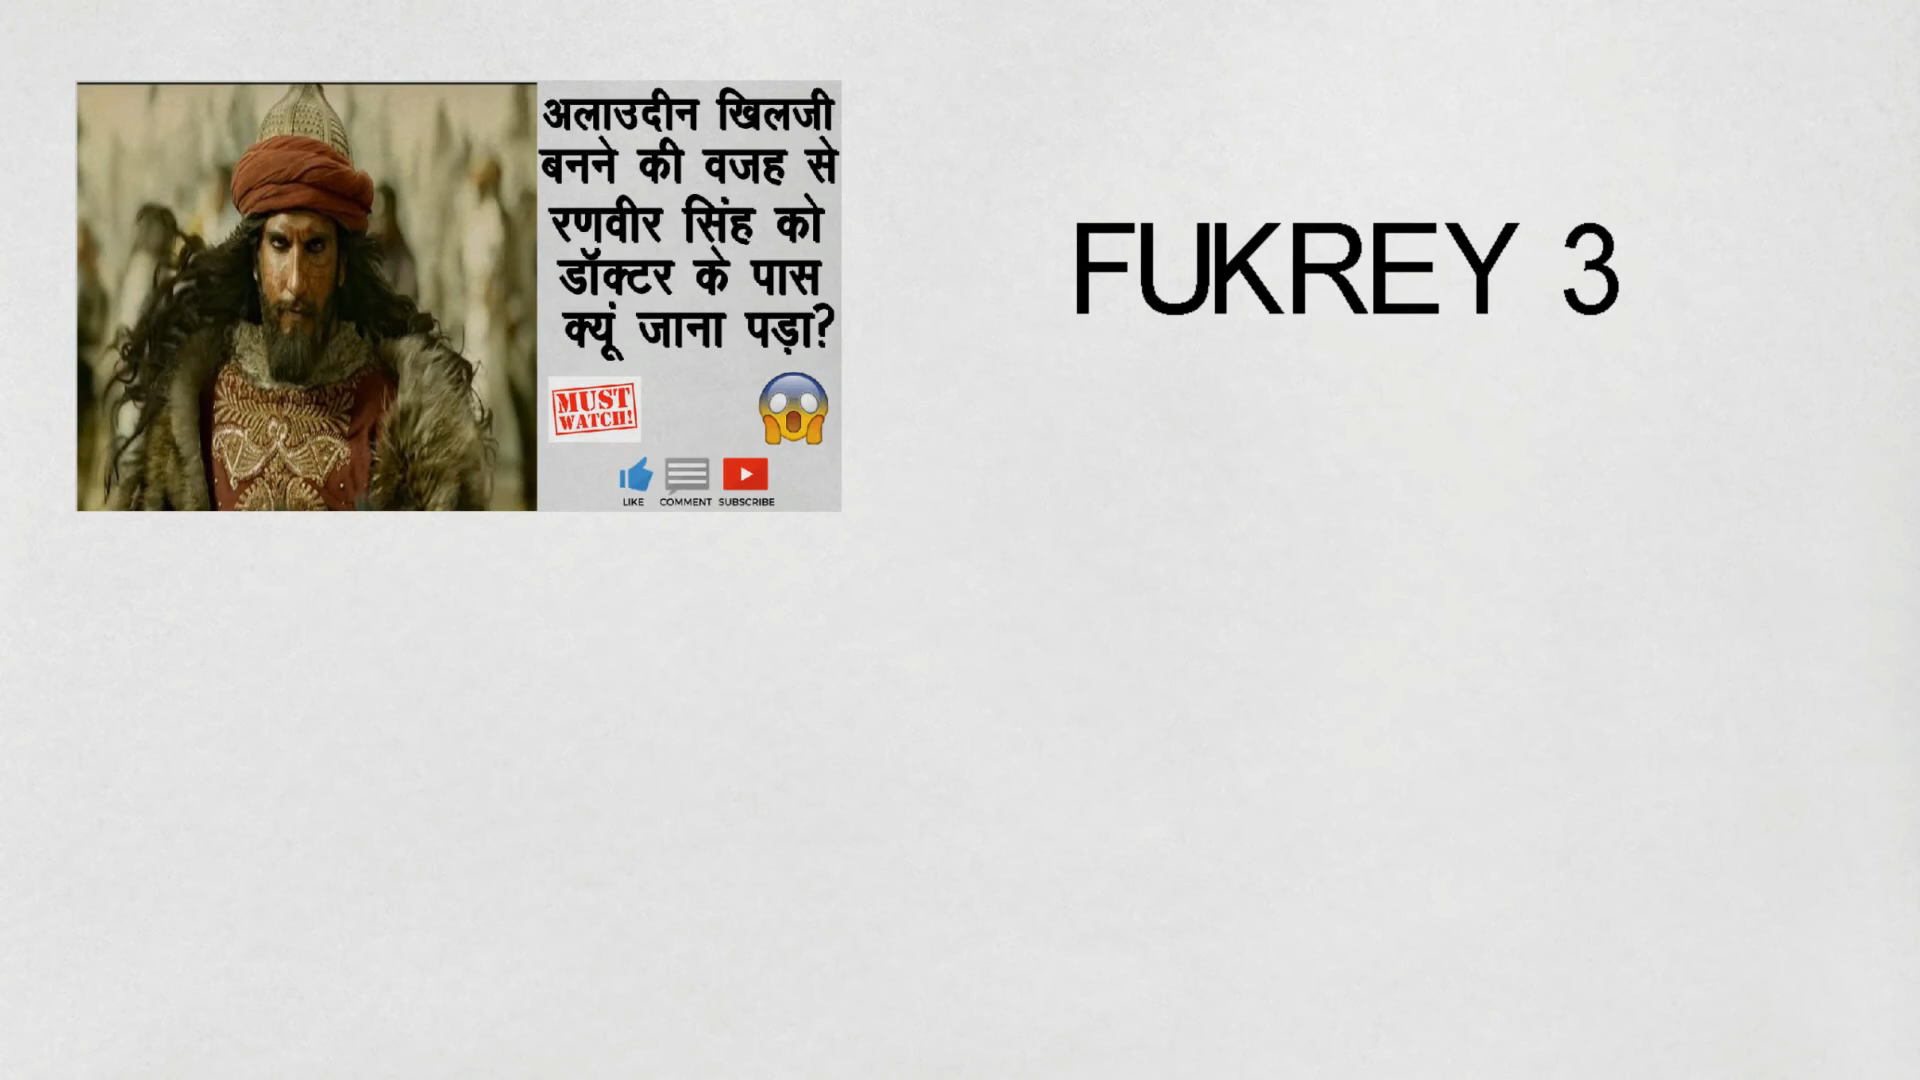 अलाउदीन खिलजी
बनने की वजह से
रणवीर सिंह को
डॉक्टर के पास
क्यूं जाना पड़ा?
MUST
WATCH!
LIKE COMMENT SUBSCRIBE
FUKREY 3